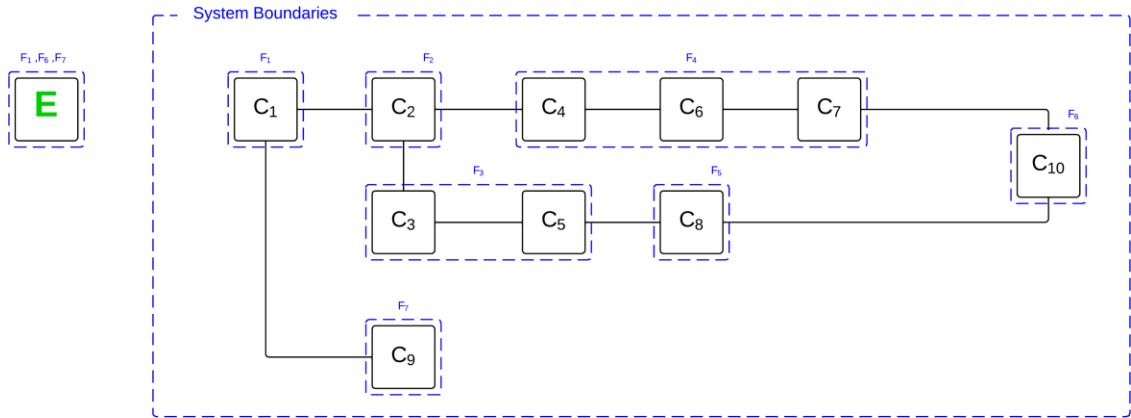 System Boundaries
F₁ ,F₆ ,F₇
F₁
F₂
F₄
E
C₁
C₂
C₄
C₆
C₇
F₆
C₁₀
F₃
F₅
C₃
C₅
C₈
F₇
C₉